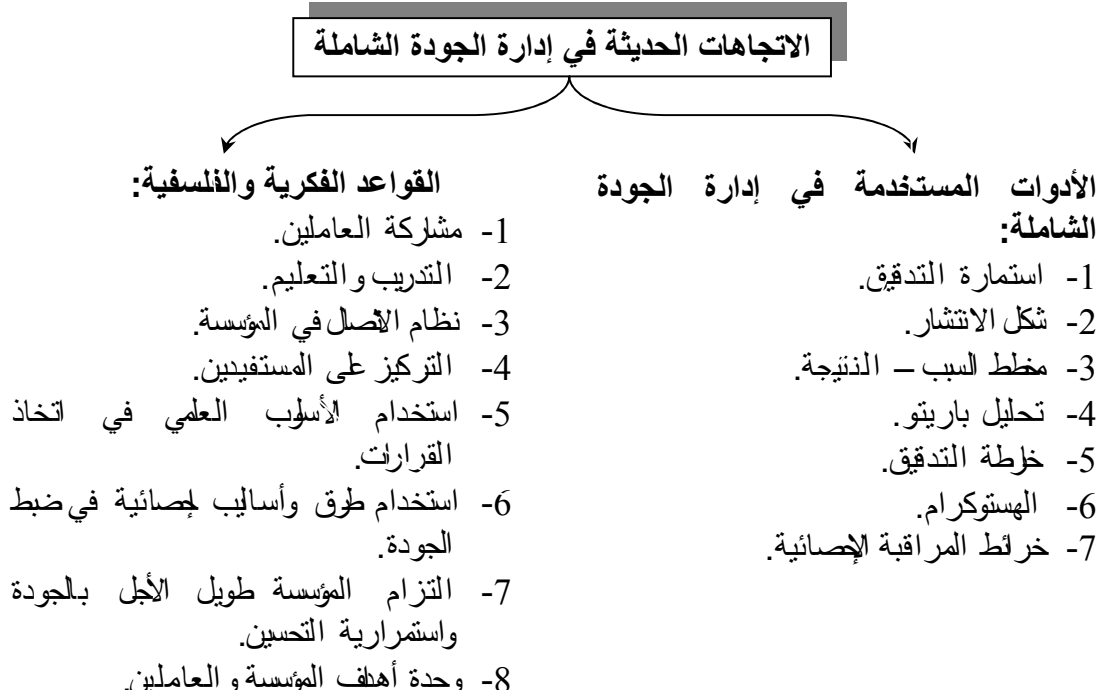 الاتجاهات الحديثة في إدارة الجودة الشاملة
الأدوات المستخدمة في إدارة الجودة
الشاملة:
1- استمارة التدقيق.
2- شكل الانتشار.
3- مخطط السبب – النتيجة.
4- تحليل باريتو.
5- خارطة التدقيق.
6- الهستوكرام.
7- خرائط المراقبة الإحصائية.
القواعد الفكرية والفلسفية:
1- مشاركة العاملين.
2- التدريب والتعليم.
3- نظام الاتصال في المؤسسة.
4- التركيز على المستفيدين.
5- استخدام الأسلوب العلمي في اتخاذ
القرارات.
6- استخدام طرق وأساليب إحصائية في ضبط
الجودة.
7- التزام المؤسسة طويل الأجل بالجودة
واستمرارية التحسين.
8- وحدة أهداف المؤسسة والعاملين.